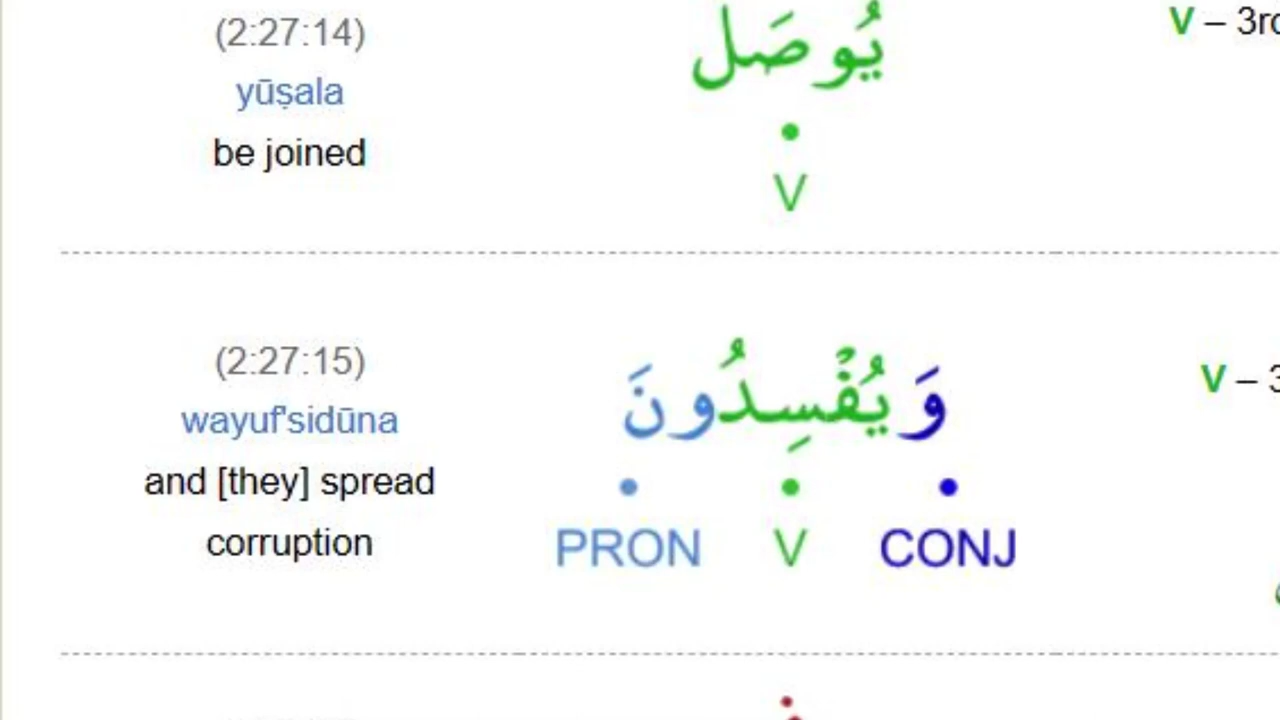 (2:27:14)
yūṣala
be joined
يُوصَل
V
V – 3rd
(2:27:15)
wayuf'sidūna
and [they] spread
corruption
وَيُفْسِدُونَ
PRON V CONJ
V – 3